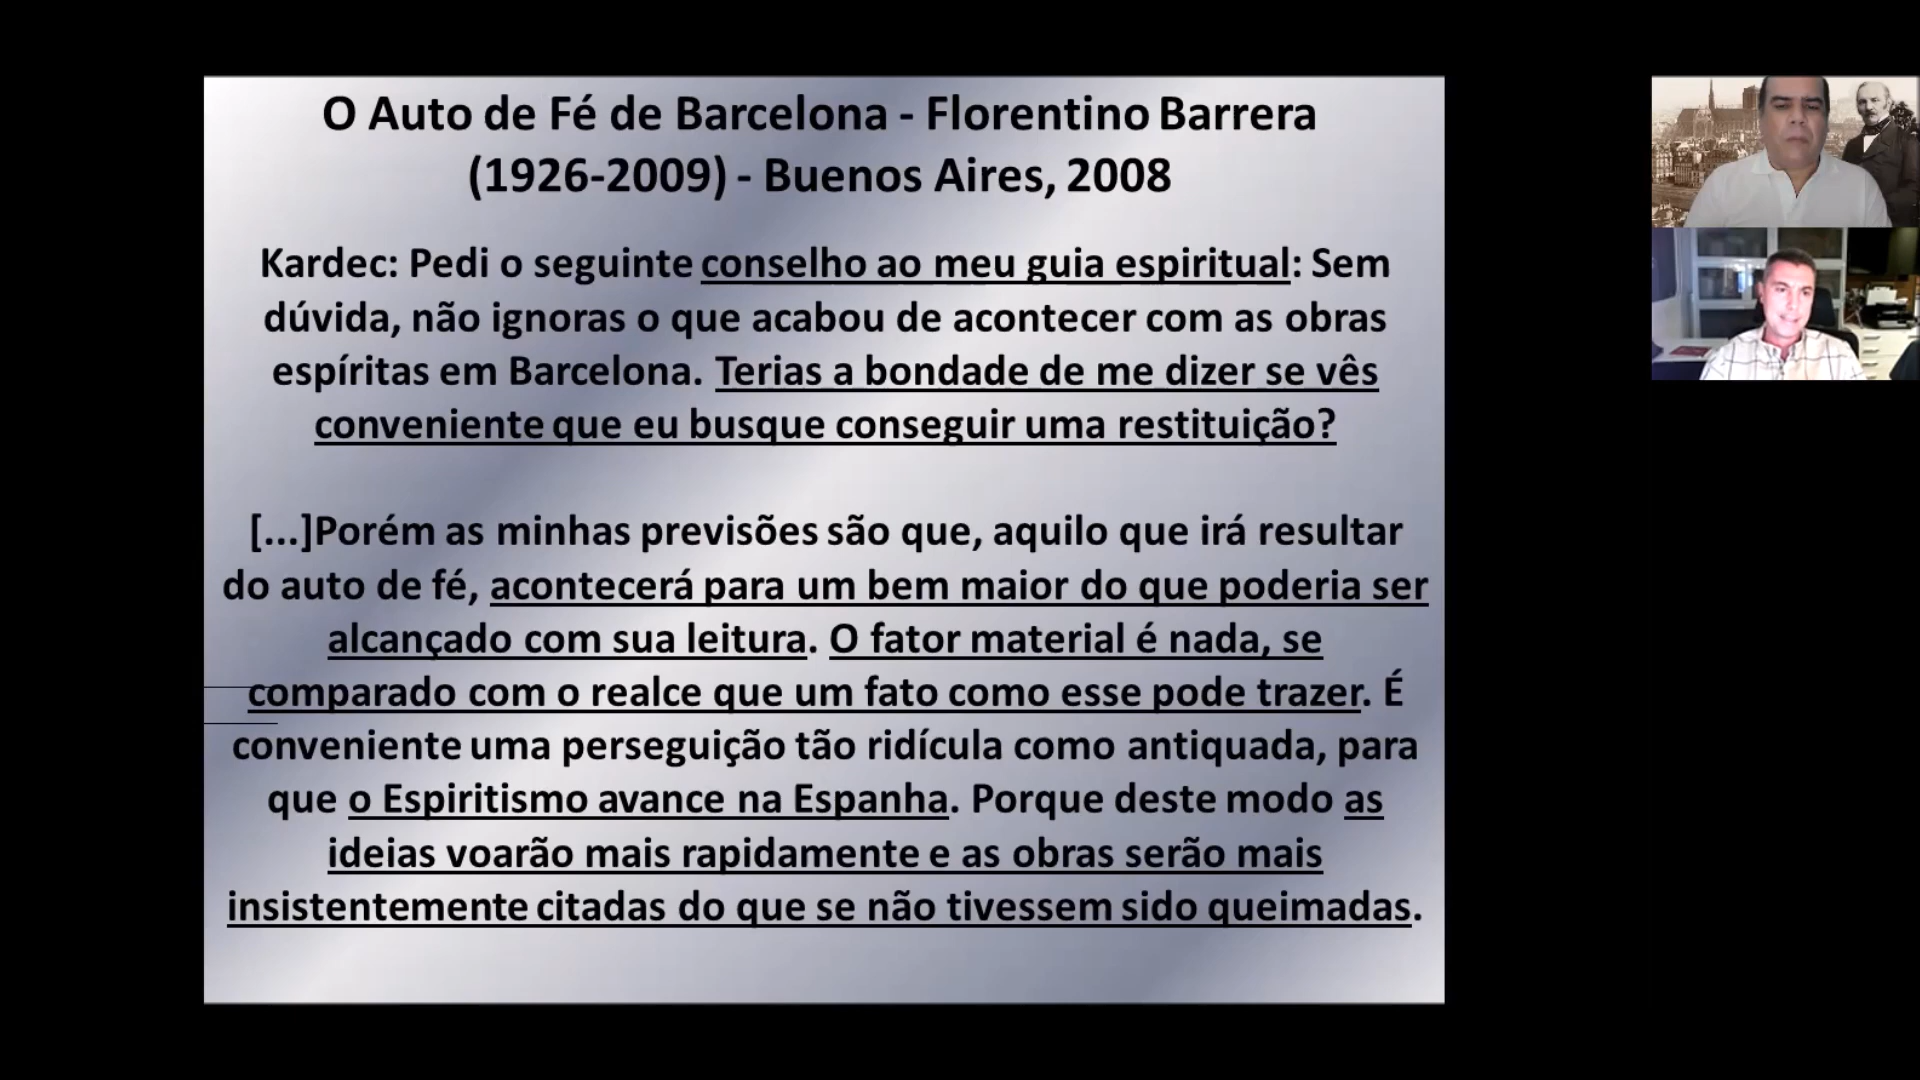 O Auto de Fé de Barcelona - Florentino Barrera
(1926-2009) - Buenos Aires, 2008
Kardec: Pedi o seguinte conselho ao meu guia espiritual: Sem
dúvida, não ignoras o que acabou de acontecer com as obras
espíritas em Barcelona. Terias a bondade de me dizer se vês
conveniente que eu busque conseguir uma restituição?
[...]Porém as minhas previsões são que, aquilo que irá resultar
do auto de fé, acontecerá para um bem maior do que poderia ser
alcançado com sua leitura. O fator material é nada, se
comparado com o realce que um fato como esse pode trazer. É
conveniente uma perseguição tão ridícula como antiquada, para
que o Espiritismo avance na Espanha. Porque deste modo as
ideias voarão mais rapidamente e as obras serão mais
insistentemente citadas do que se não tivessem sido queimadas.